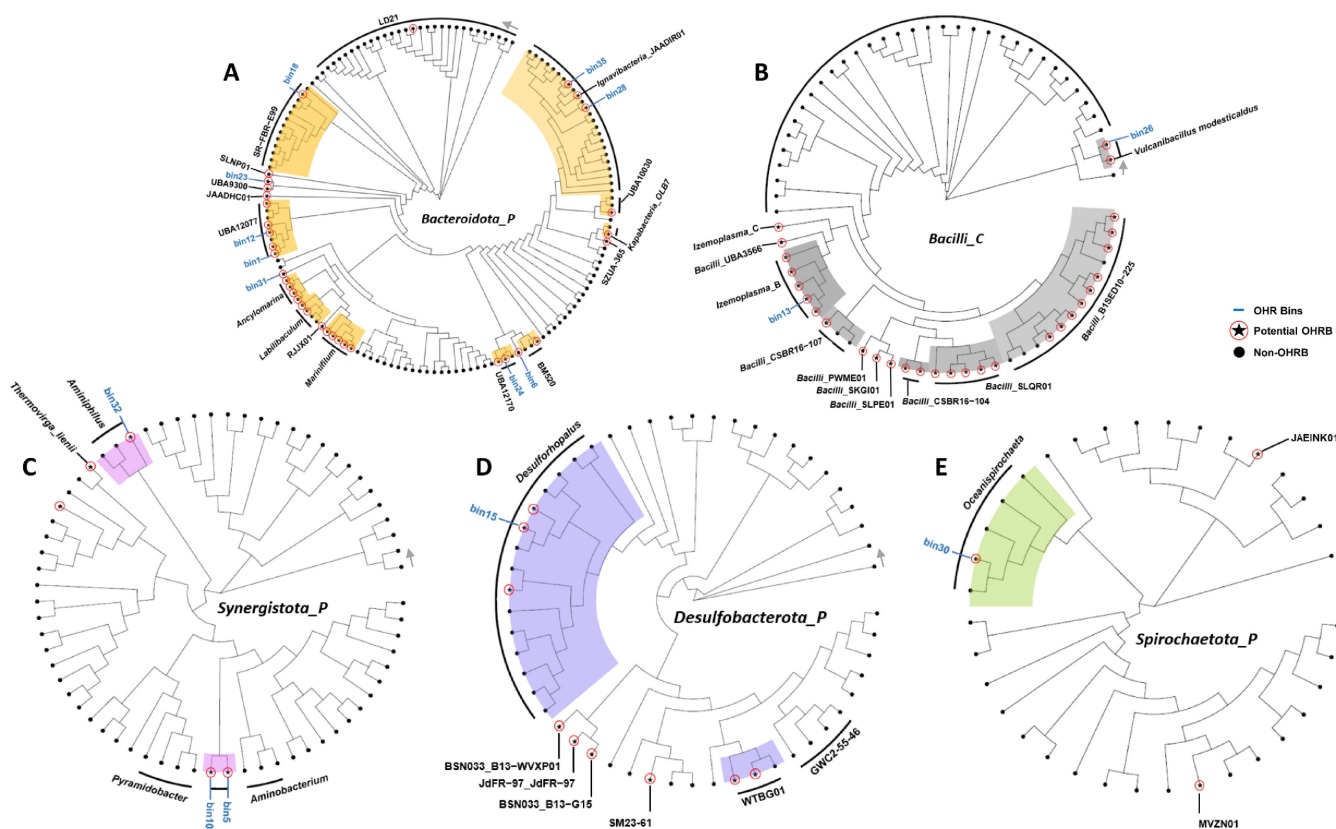 A
LD21
bin18
SR-FBR-E99
SLNP01
bin23
UBA9300
JAADHC01
UBA12077
bin12
bin1
bin31
Ancylomarina
Labilibaculum
RJJX01
Marinifilum
UBA12170
bin24
bin6
BM520
SZUA-365
Kapabacteria_OLB7
UBA10030
bin28
Ignavibacteria_JAADIR01
bin35
Bacteroidota_P
B
bin26
Vulcanibacillus modesticaldus
Bacilli_C
Izemoplasma_C
Bacilli_UBA3566
Izemoplasma_B
bin13
Bacilli_CSBR16-107
Bacilli_PWME01
Bacilli_SKGI01
Bacilli_SLPE01
Bacilli_CSBR16-104
Bacilli_SLQR01
Bacilli_B1SED10-225
OHR Bins
Potential OHRB
Non-OHRB
C
Thermovirga_lienii
Aminiphilus
bin32
Synergistota_P
Pyramidobacter
bin10
bin5
Aminobacterium
D
Desulforhopalus
bin15
Desulfobacterota_P
BSN033_B13-WVXP01
JdFR-97_JdFR-97
BSN033_B13-G15
SM23-61
WTBG01
GWC2-55-46
E
Oceanispirochaeta
bin30
JAEINK01
Spirochaetota_P
MVZN01